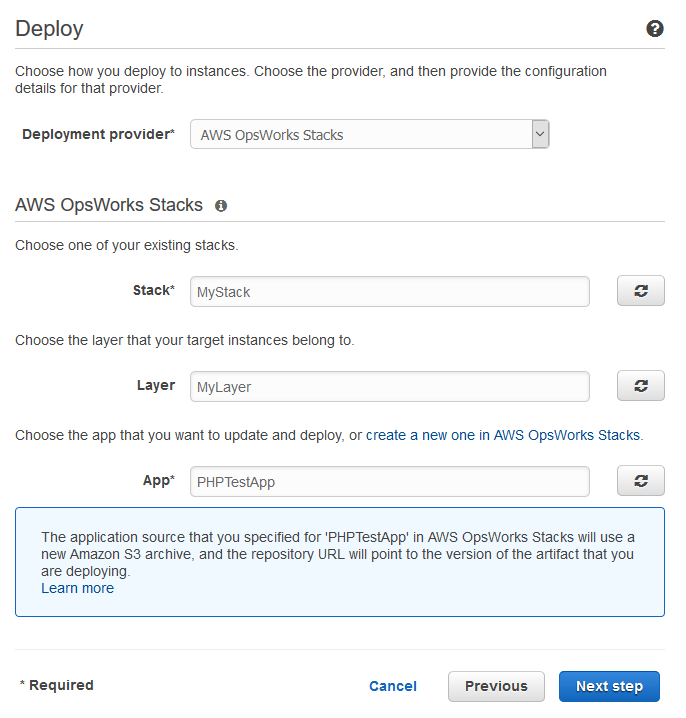 Deploy
Choose how you deploy to instances. Choose the provider, and then provide the configuration
details for that provider.
Deployment provider* AWS OpsWorks Stacks
AWS OpsWorks Stacks
Choose one of your existing stacks.
Stack* MyStack
Choose the layer that your target instances belong to.
Layer MyLayer
Choose the app that you want to update and deploy, or create a new one in AWS OpsWorks Stacks.
App* PHPTestApp
The application source that you specified for 'PHPTestApp' in AWS OpsWorks Stacks will use a
new Amazon S3 archive, and the repository URL will point to the version of the artifact that you
are deploying.
Learn more
* Required Cancel Previous Next step